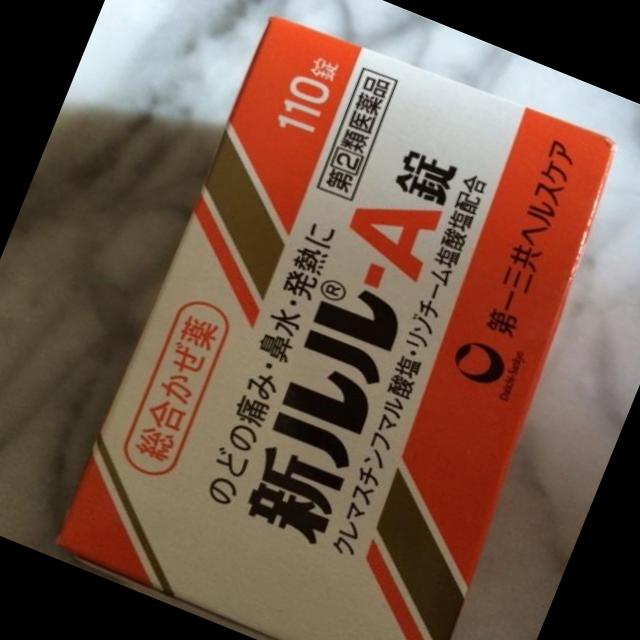 110錠
第②類医薬品
総合かぜ薬
のどの痛み・鼻水・発熱に
新ルル®-A錠
クレマスチンフマル酸塩・リゾチーム塩酸塩配合
第一三共ヘルスケア
Daiichi-Sankyo